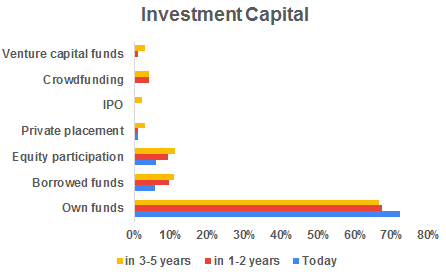 Investment Capital
Venture capital funds
Crowdfunding
IPO
Private placement
Equity participation
Borrowed funds
Own funds
0% 10% 20% 30% 40% 50% 60% 70% 80%
in 3-5 years in 1-2 years Today